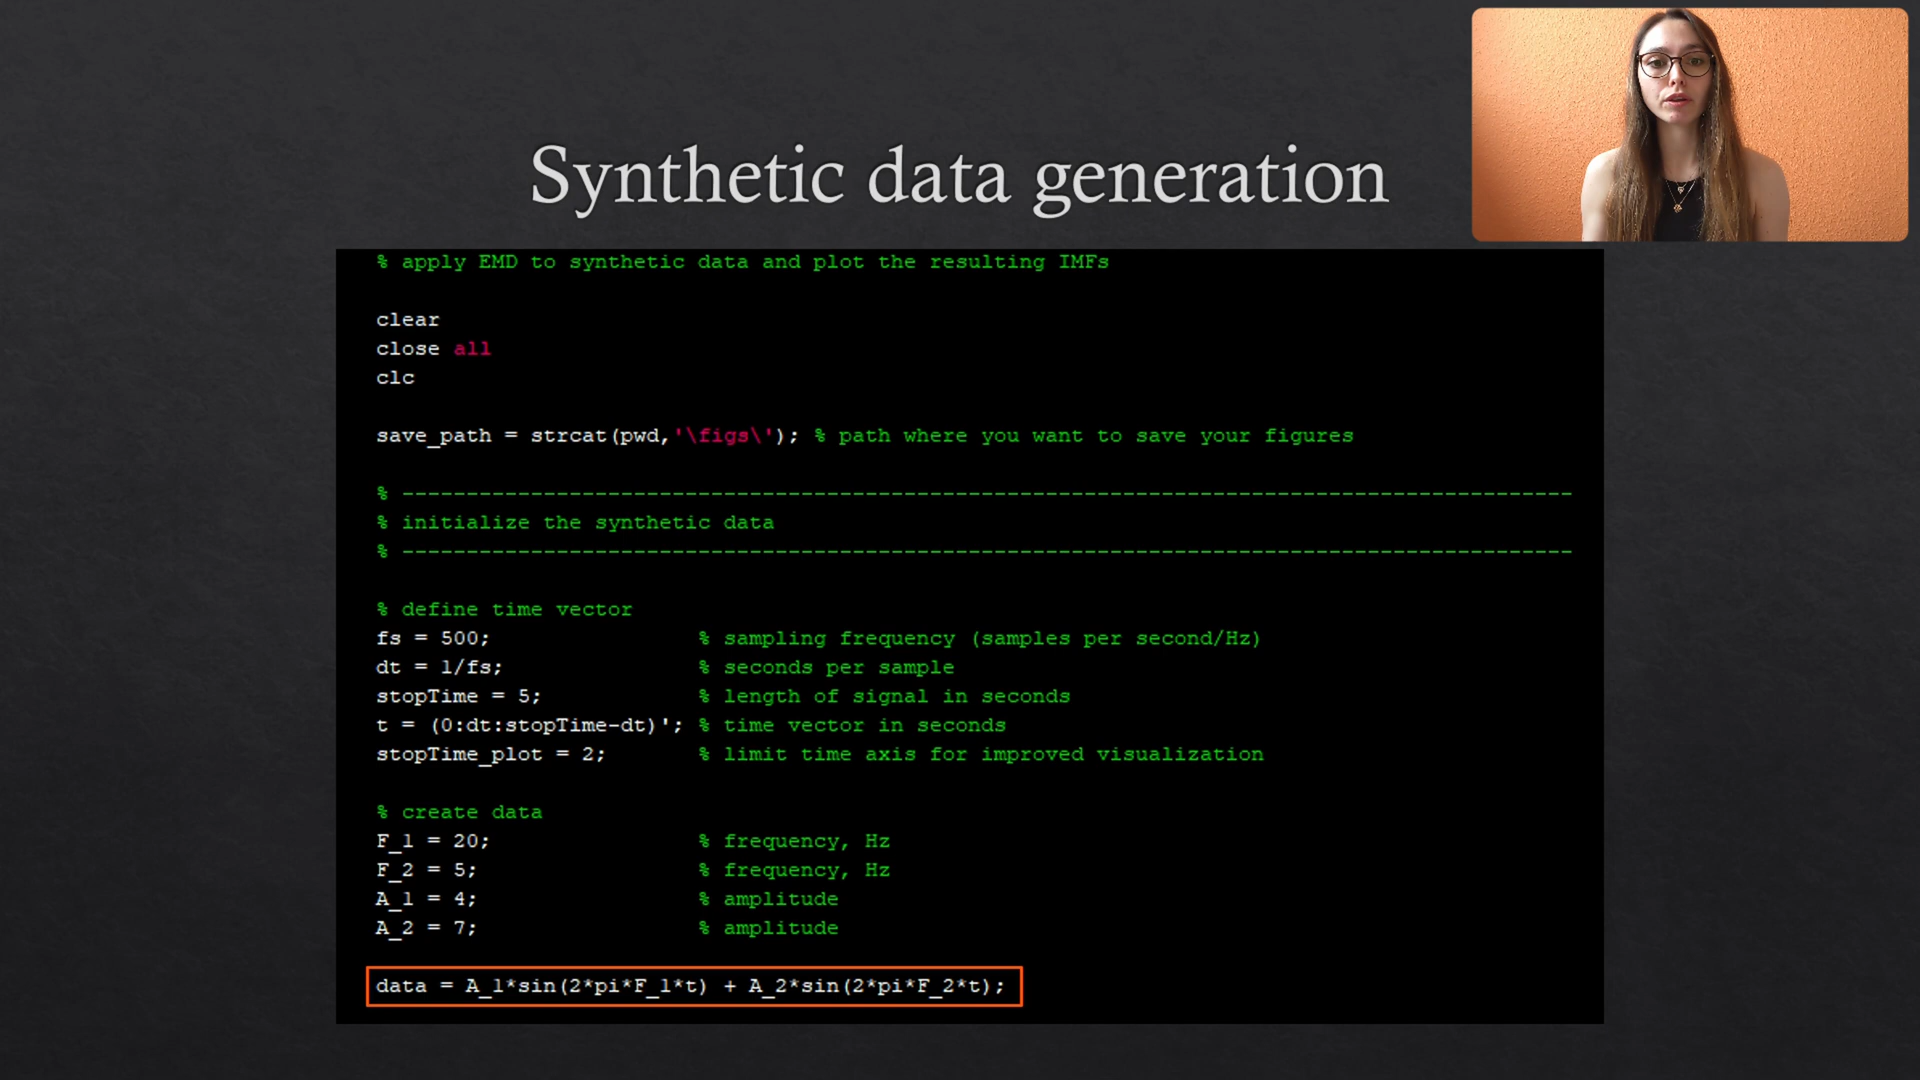 Synthetic data generation
% apply EMD to synthetic data and plot the resulting IMFs
clear
close all
clc
save_path = strcat(pwd,'\figs\'); % path where you want to save your figures
% -------------------------------------------------------------------------------------------
% initialize the synthetic data
% -------------------------------------------------------------------------------------------
% define time vector
fs = 500; % sampling frequency (samples per second/Hz)
dt = 1/fs; % seconds per sample
stopTime = 5; % length of signal in seconds
t = (0:dt:stopTime-dt)'; % time vector in seconds
stopTime_plot = 2; % limit time axis for improved visualization
% create data
F_1 = 20; % frequency, Hz
F_2 = 5; % frequency, Hz
A_1 = 4; % amplitude
A_2 = 7; % amplitude
data = A_1*sin(2*pi*F_1*t) + A_2*sin(2*pi*F_2*t);